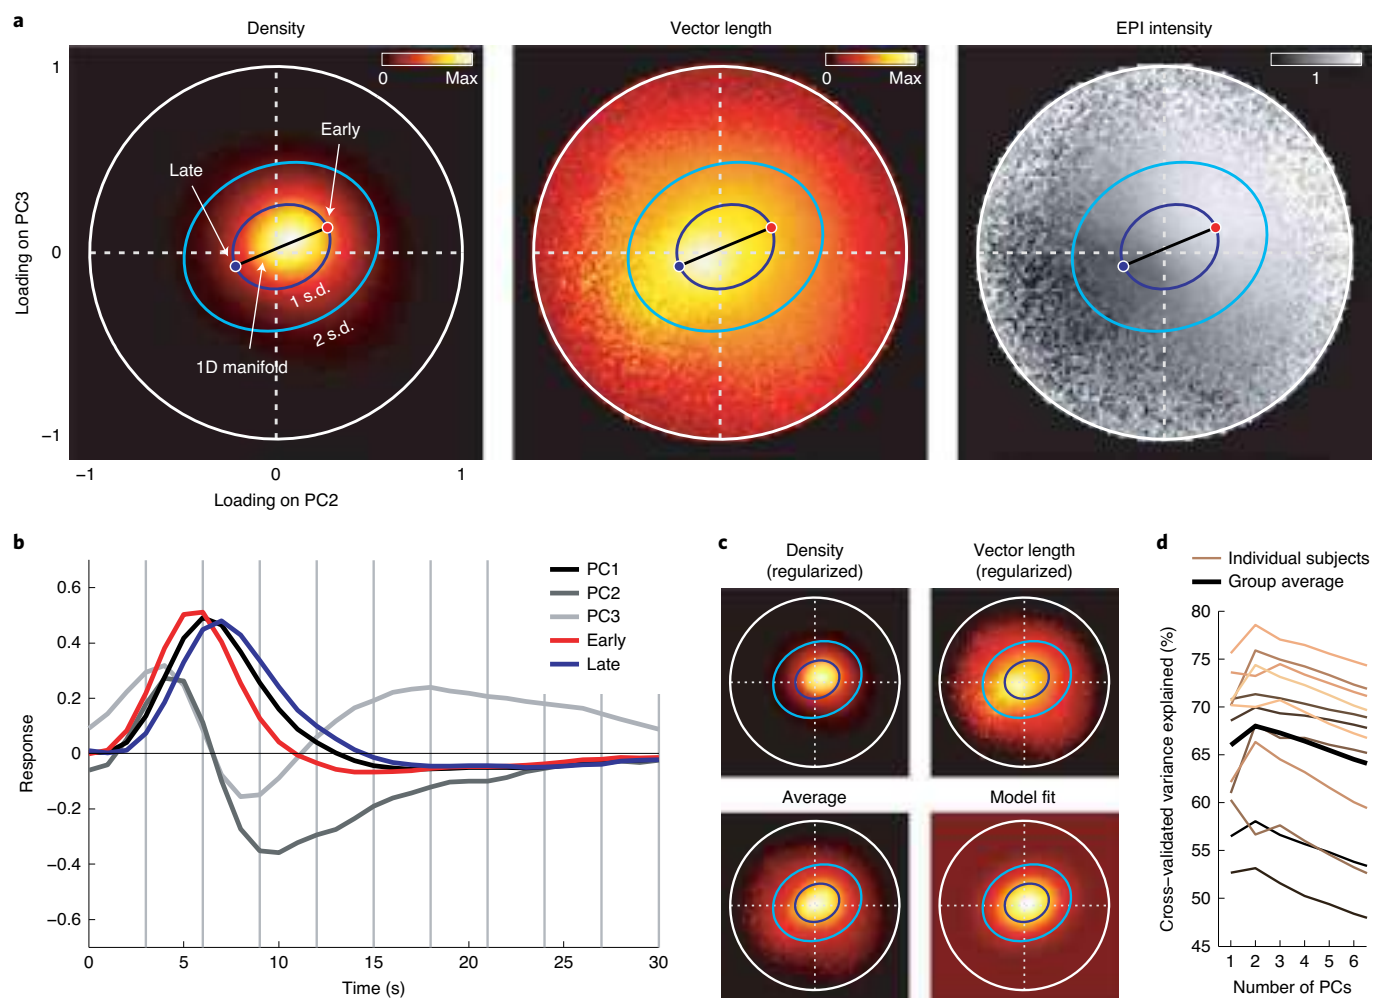 a
Density
Vector length
EPI intensity
0 Max
0 Max
1
1
0
−1
Loading on PC3
Early
Late
1 s.d.
2 s.d.
1D manifold
−1 0 1
Loading on PC2
b
PC1
PC2
PC3
Early
Late
0.6
0.4
0.2
0
−0.2
−0.4
−0.6
Response
0 5 10 15 20 25 30
Time (s)
c
Density
(regularized)
Vector length
(regularized)
Average
Model fit
d
Individual subjects
Group average
80
75
70
65
60
55
50
45
Cross−validated variance explained (%)
1 2 3 4 5 6
Number of PCs